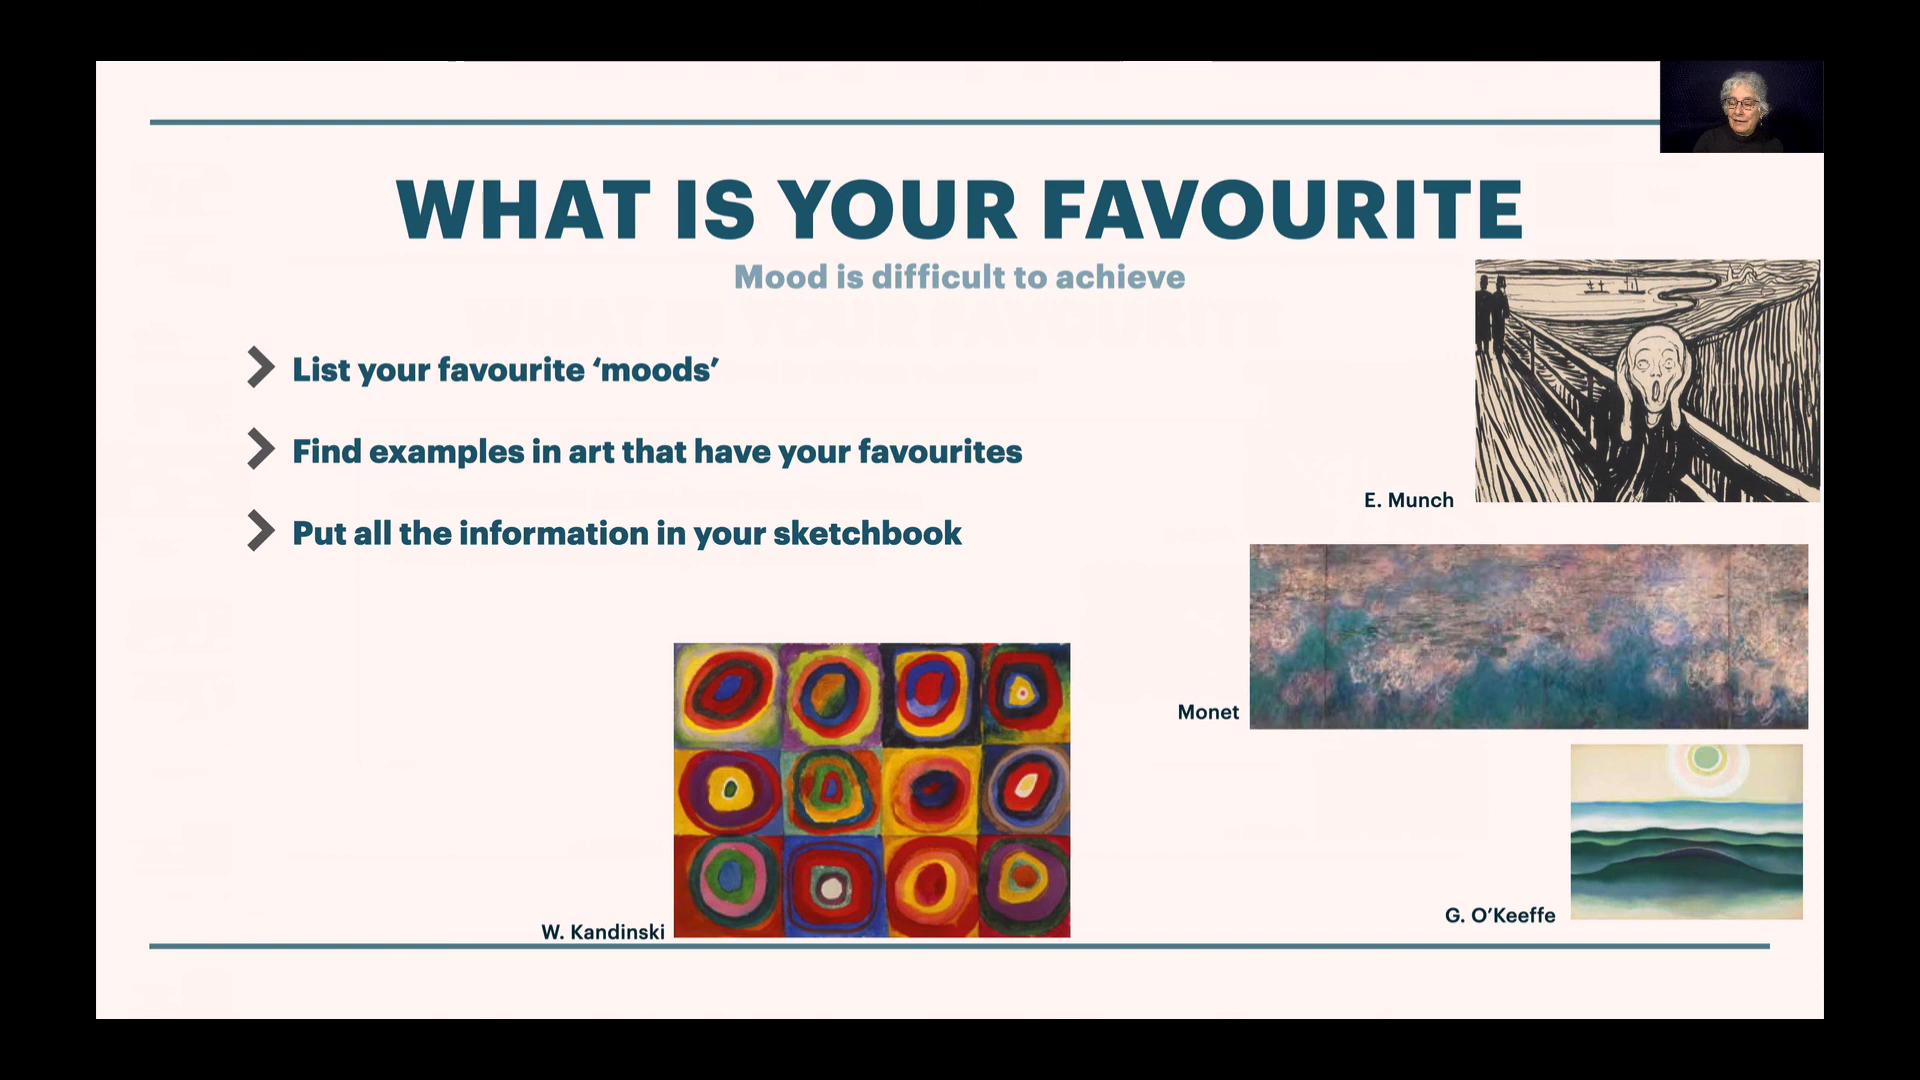 WHAT IS YOUR FAVOURITE
Mood is difficult to achieve
List your favourite ‘moods’
Find examples in art that have your favourites
Put all the information in your sketchbook
E. Munch
Monet
G. O’Keeffe
W. Kandinski